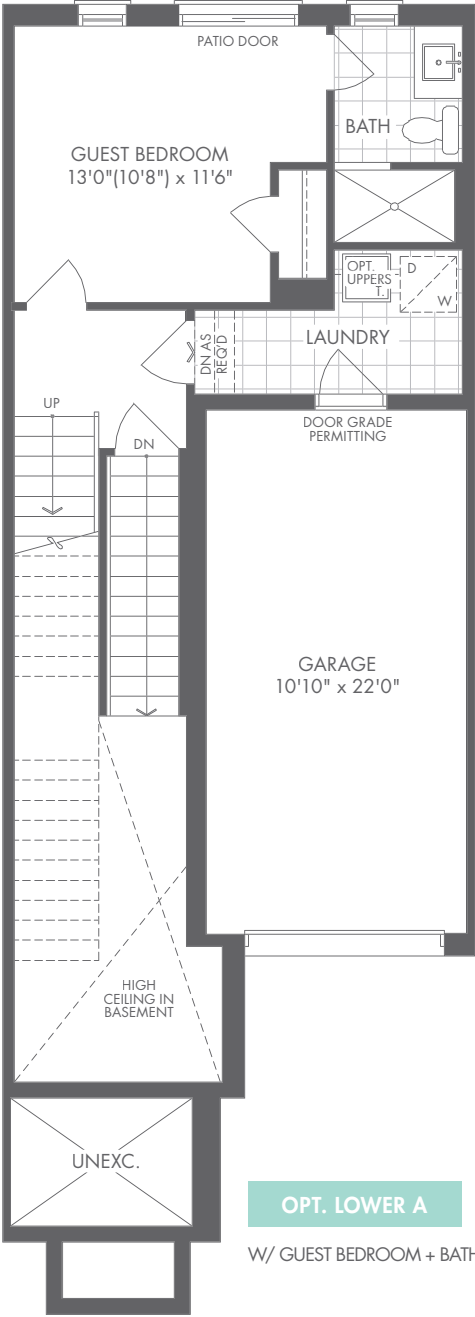 PATIO DOOR
BATH
GUEST BEDROOM
13'0"(10'8") x 11'6"
OPT.
UPPERS
T.
D
W
DN AS
REQ'D
LAUNDRY
UP
DN
DOOR GRADE
PERMITTING
GARAGE
10'10" x 22'0"
HIGH
CEILING IN
BASEMENT
UNEXC.
OPT. LOWER A
W/ GUEST BEDROOM + BATH